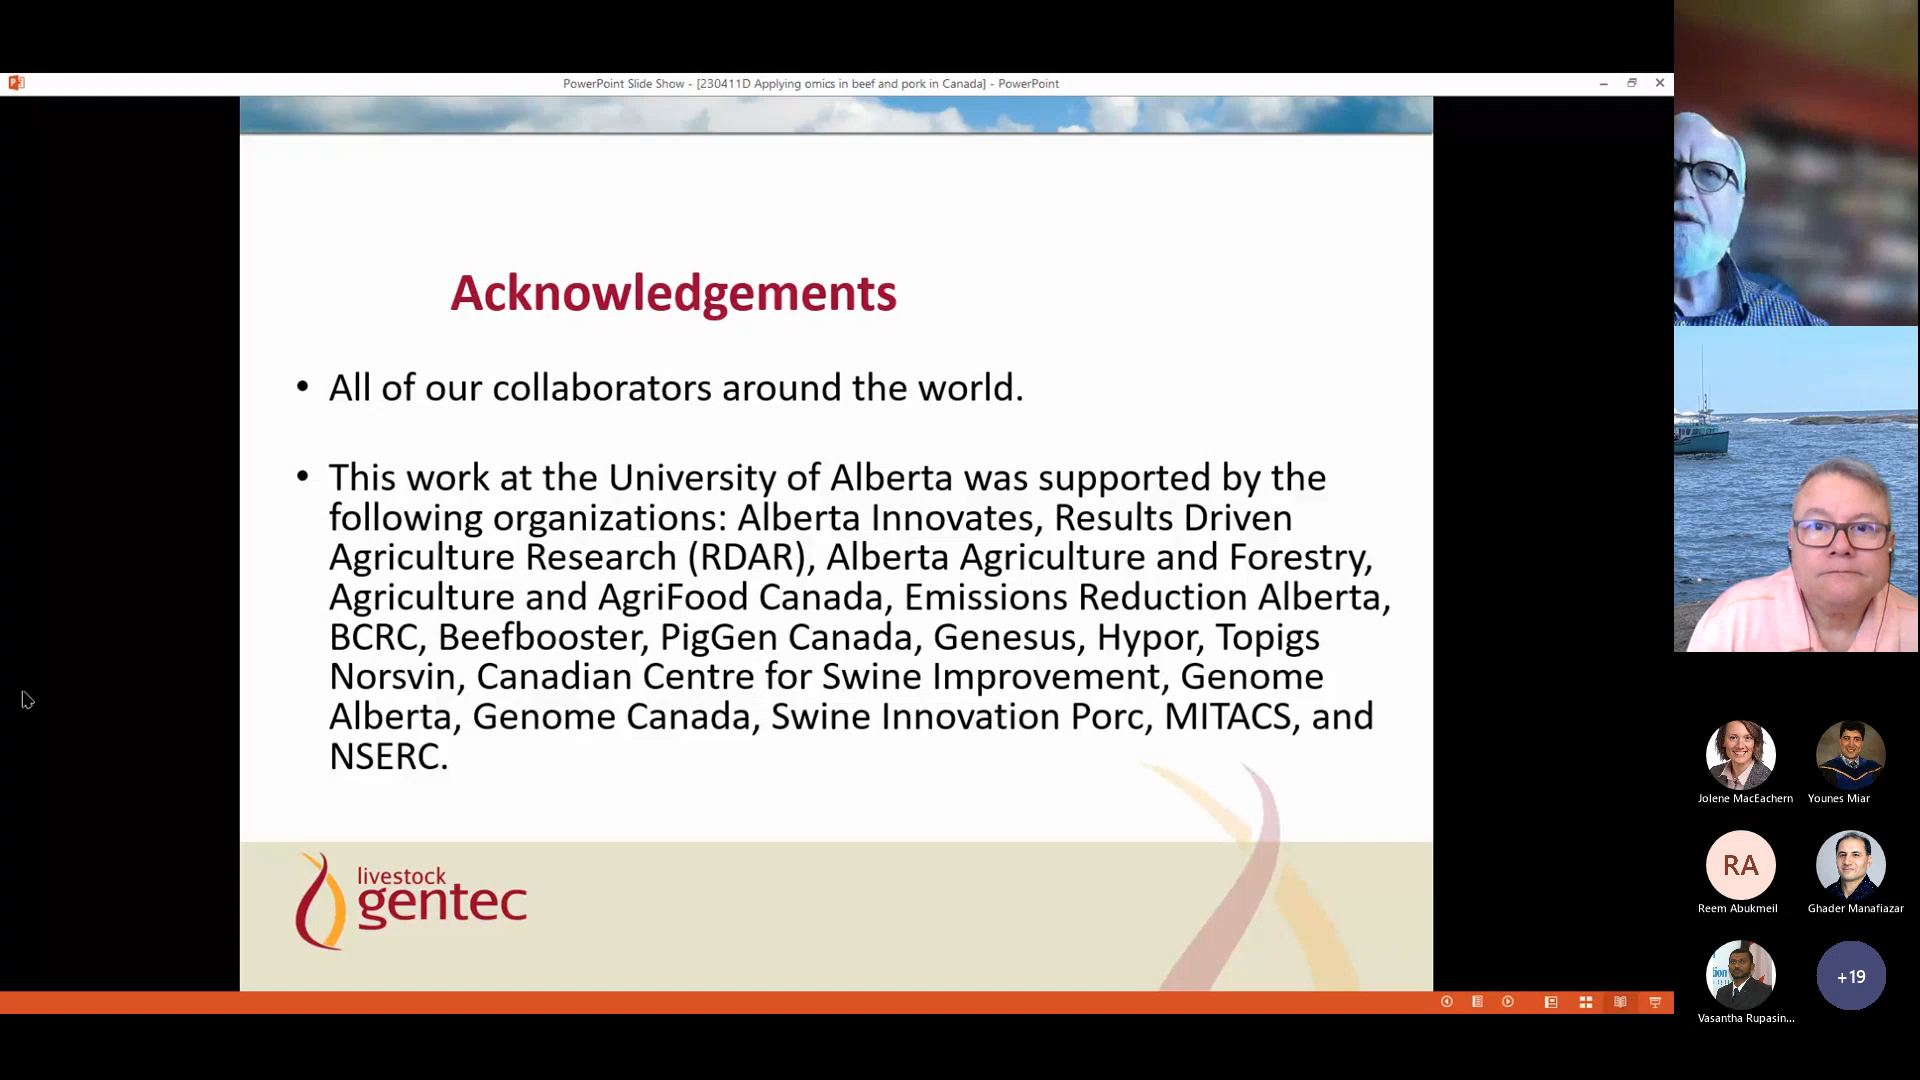 PowerPoint Slide Show - [230411D Applying omics in beef and pork in Canada] - PowerPoint
Acknowledgements
• All of our collaborators around the world.
• This work at the University of Alberta was supported by the
following organizations: Alberta Innovates, Results Driven
Agriculture Research (RDAR), Alberta Agriculture and Forestry,
Agriculture and AgriFood Canada, Emissions Reduction Alberta,
BCRC, Beefbooster, PigGen Canada, Genesus, Hypor, Topigs
Norsvin, Canadian Centre for Swine Improvement, Genome
Alberta, Genome Canada, Swine Innovation Porc, MITACS, and
NSERC.
livestock
gentec
Jolene MacEachern
Younes Miar
RA
Reem Abukmeil
Ghader Manafiazar
Vasantha Rupasin...
+19